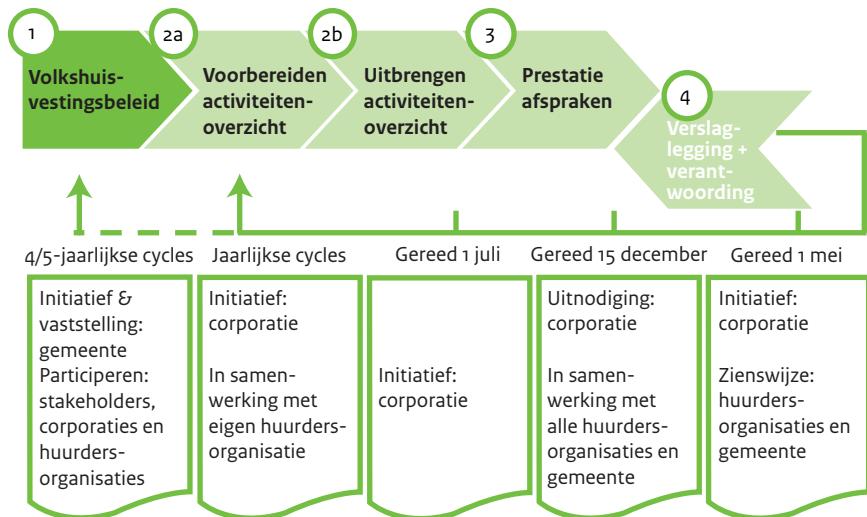 1
Volkshuis-
vestingsbeleid
2a
Voorbereiden
activiteiten-
overzicht
2b
Uitbrengen
activiteiten-
overzicht
3
Prestatie
afspraken
4
Verslag-
legging +
verant-
woording
4/5-jaarlijkse cycles
Initiatief &
vaststelling:
gemeente
Participeren:
stakeholders,
corporaties en
huurders-
organisaties
Jaarlijkse cycles
Initiatief:
corporatie
In samen-
werking met
eigen huurders-
organisatie
Gereed 1 juli
Initiatief:
corporatie
Gereed 15 december
Uitnodiging:
corporatie
In samen-
werking met
alle huurders-
organisaties en
gemeente
Gereed 1 mei
Initiatief:
corporatie
Zienswijze:
huurders-
organisaties en
gemeente